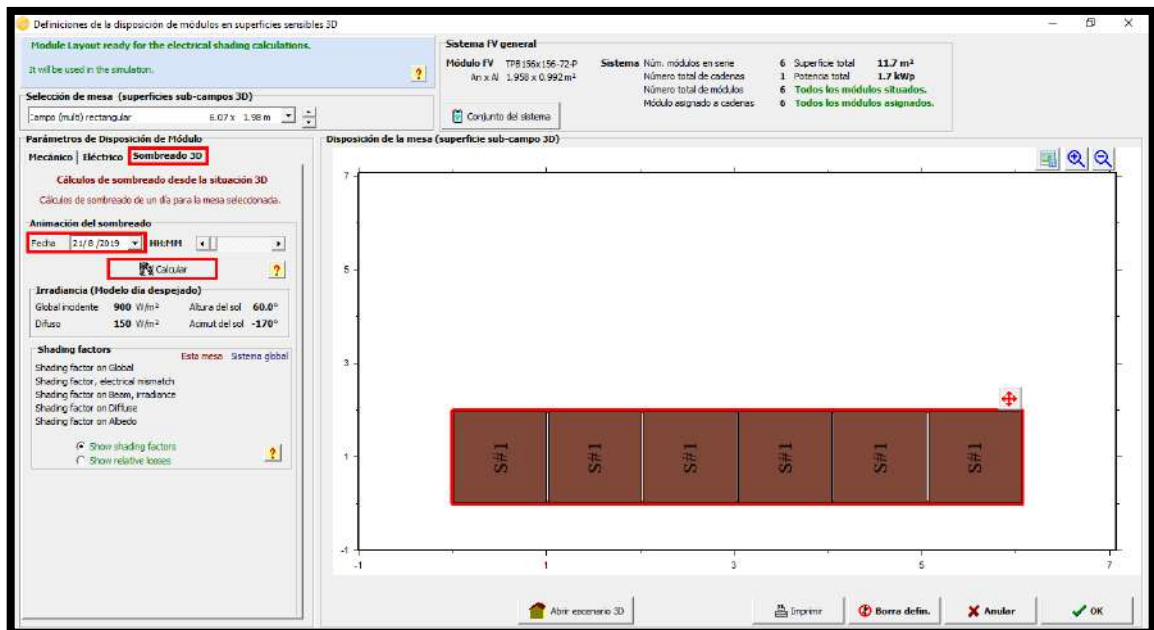 Definiciones de la disposición de módulos en superficies sensibles 3D
Module Layout ready for the electrical shading calculations.
It will be used in the simulation.
Selección de mesa (superficies sub-campos 3D)
Campo (multi) rectangular 6.07 x 1.98 m
Sistema FV general
Módulo FV TP8156x156-72-P
An x Al 1.958 x 0.992 m²
Conjunto del sistema
Sistema Núm. módulos en serie 6
Número total de cadenas 1
Número total de módulos 6
Módulo asignado a cadenas 6
Superficie total 11.7 m²
Potencia total 1.7 kWp
Todos los módulos situados.
Todos los módulos asignados.
Parámetros de Disposición de Módulo
Mecánico Eléctrico Sombreado 3D
Cálculos de sombreado desde la situación 3D
Cálculos de sombreado de un día para la mesa seleccionada.
Animación del sombreado
Fecha 21/8/2019 HH:MM
Calcular
Irradiancia (Modelo día despejado)
Global incidente 900 W/m² Altura del sol 60.0°
Difuso 150 W/m² Acimut del sol -170°
Shading factors
Esta mesa Sistema global
Shading factor on Global
Shading factor, electrical mismatch
Shading factor on Beam, irradiance
Shading factor on Diffuse
Shading factor on Albedo
Show shading factors
Show relative losses
Disposición de la mesa (superficie sub-campo 3D)
7
5
3
1
-1
S#1 S#1 S#1 S#1 S#1 S#1
-1 1 3 5 7
Abrir escenario 3D
Imprimir
Borra defin.
Anular
OK